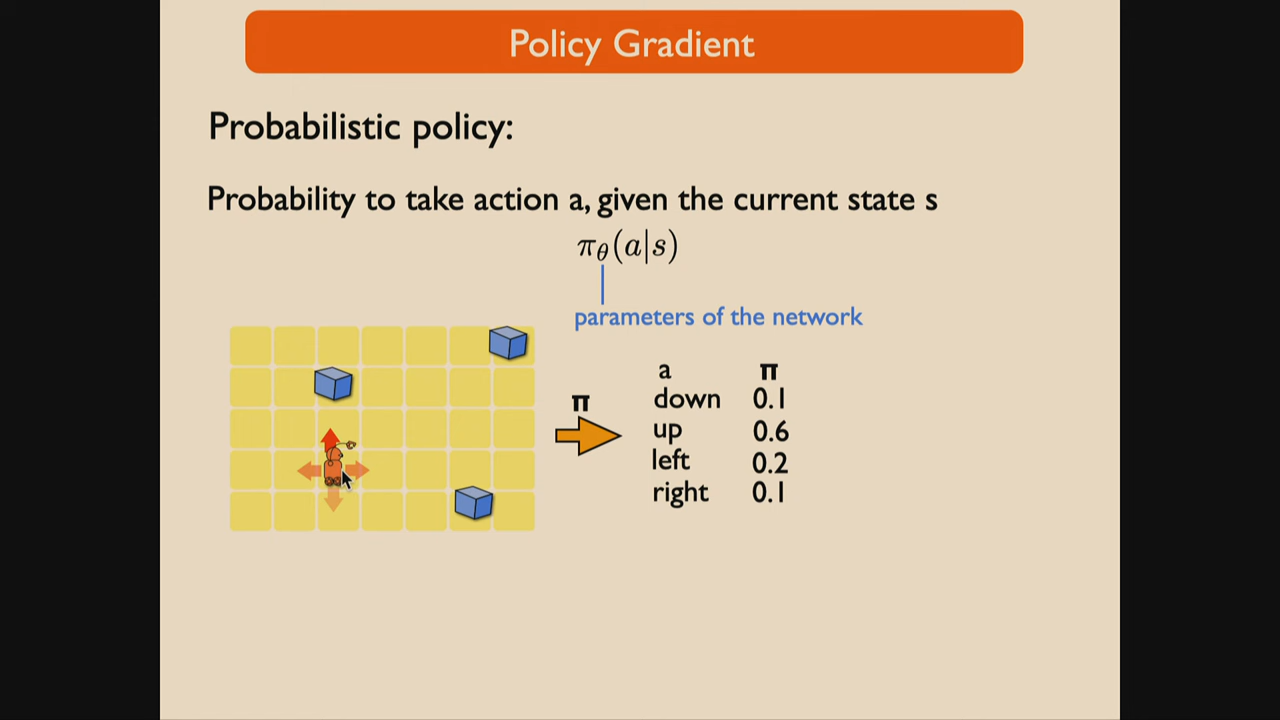 Policy Gradient
Probabilistic policy:
Probability to take action a, given the current state s
πθ(a|s)
parameters of the network
π
a π
down 0.1
up 0.6
left 0.2
right 0.1